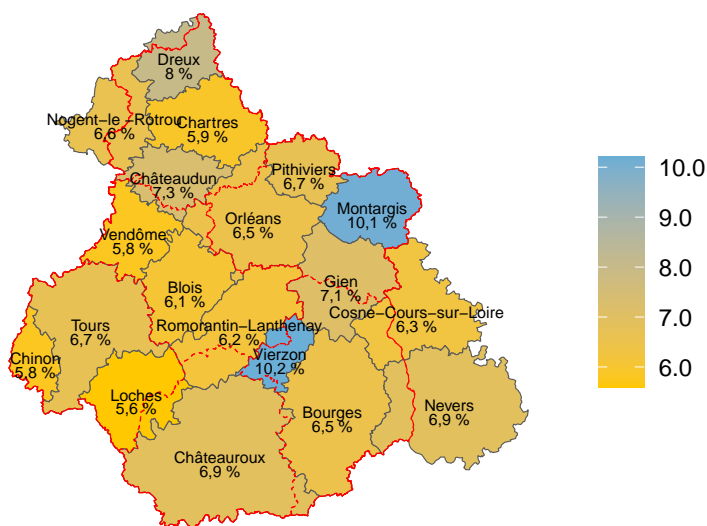 Dreux
8 %
Nogent−le −Rotrou
6,6 %
Chartres
5,9 %
Châteaudun
7,3 %
Pithiviers
6,7 %
Montargis
10,1 %
Orléans
6,5 %
Vendôme
5,8 %
Gien
7,1 %
Blois
6,1 %
Cosne−Cours−sur−Loire
6,3 %
Tours
6,7 %
Romorantin−Lanthenay
6,2 %
Chinon
5,8 %
Vierzon
10,2 %
Loches
5,6 %
Bourges
6,5 %
Nevers
6,9 %
Châteauroux
6,9 %
10.0
9.0
8.0
7.0
6.0